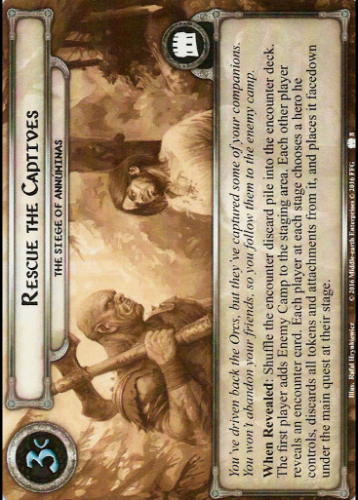 3C
RESCUE THE CAPTIVES
THE SIEGE OF ANNÚMINAS
You've driven back the Orcs, but they've captured some of your companions.
You won't abandon your friends, so you follow them to the enemy camp.
When Revealed: Shuffle the encounter discard pile into the encounter deck.
The first player adds Enemy Camp to the staging area. Each other player
reveals an encounter card. Each player at each stage chooses a hero he
controls, discards all tokens and attachments from it, and places it facedown
under the main quest at their stage.
Illus. Rafał Hrynkiewicz © 2016 Middle-earth Enterprises © 2016 FFG